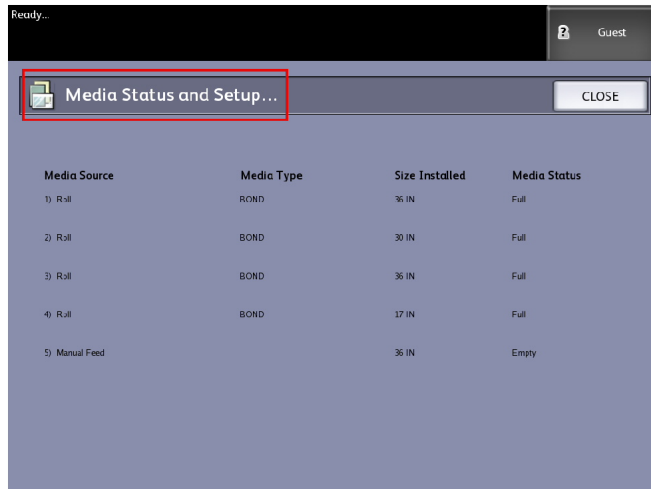 Ready...
Guest
Media Status and Setup...
CLOSE
Media Source Media Type Size Installed Media Status
1) Roll BOND 36 IN Full
2) Roll BOND 30 IN Full
3) Roll BOND 36 IN Full
4) Roll BOND 17 IN Full
5) Manual Feed 36 IN Empty